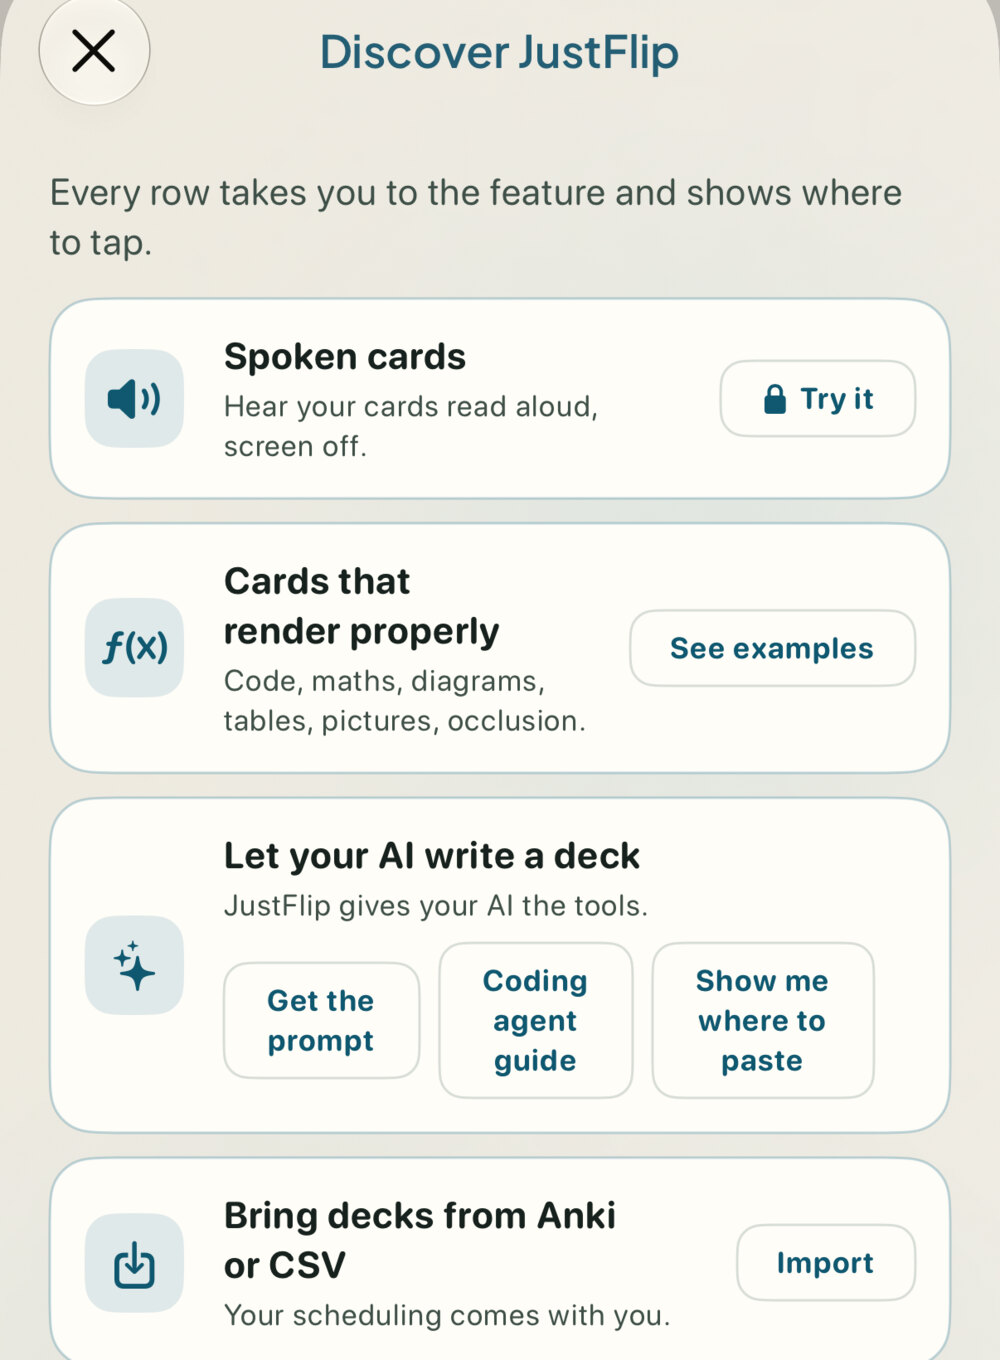 Discover JustFlip
Every row takes you to the feature and shows where
to tap.
Spoken cards
Hear your cards read aloud,
screen off.
Try it
Cards that
render properly
Code, maths, diagrams,
tables, pictures, occlusion.
f(x)
See examples
Let your AI write a deck
JustFlip gives your AI the tools.
Get the
prompt
Coding
agent
guide
Show me
where to
paste
Bring decks from Anki
or CSV
Your scheduling comes with you.
Import